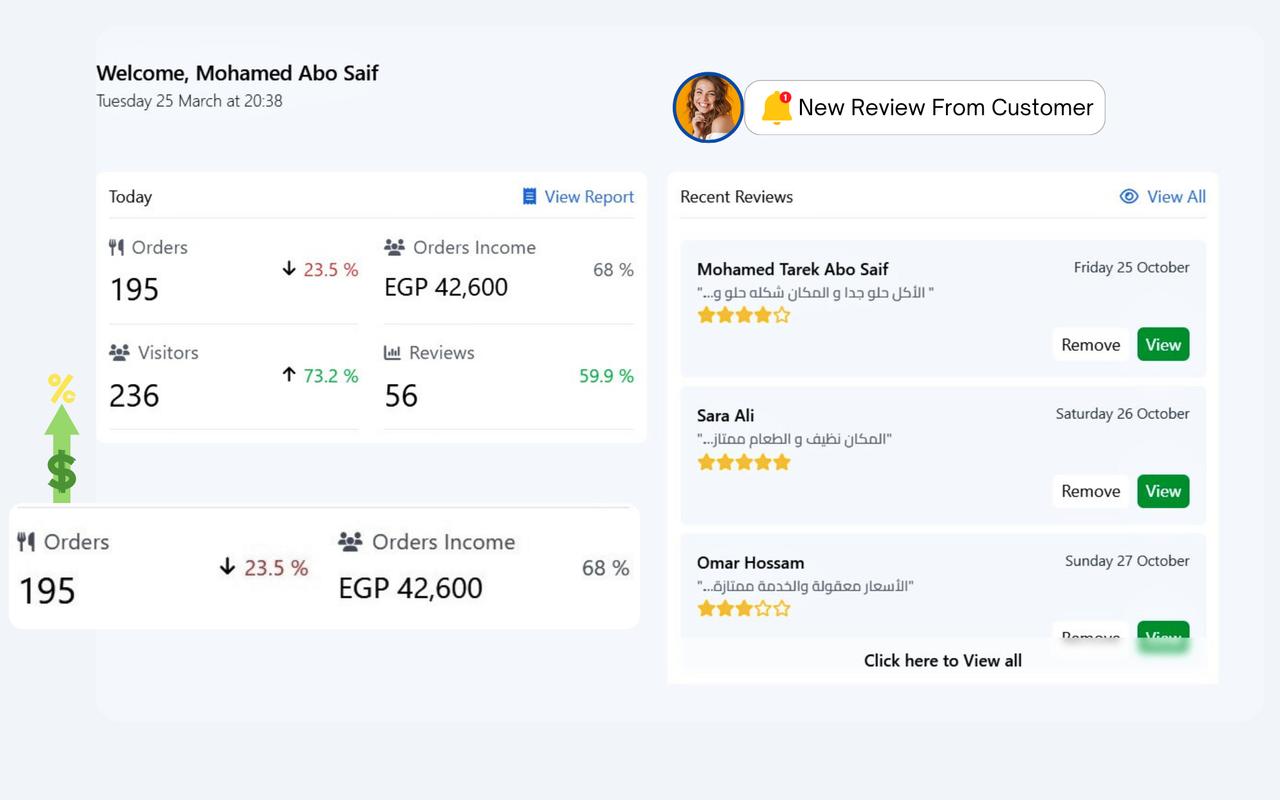 Welcome, Mohamed Abo Saif
Tuesday 25 March at 20:38
1
New Review From Customer
Today
View Report
Orders
195
23.5 %
Orders Income
EGP 42,600
68 %
Visitors
236
73.2 %
Reviews
56
59.9 %
%
$
Orders
195
23.5 %
Orders Income
EGP 42,600
68 %
Recent Reviews
View All
Mohamed Tarek Abo Saif
Friday 25 October
" الأكل حلو جدا و المكان شكله حلو و..."
Remove
View
Sara Ali
Saturday 26 October
"المكان نظيف و الطعام ممتاز..."
Remove
View
Omar Hossam
Sunday 27 October
"الأسعار معقولة والخدمة ممتازة..."
Remove
View
Click here to View all